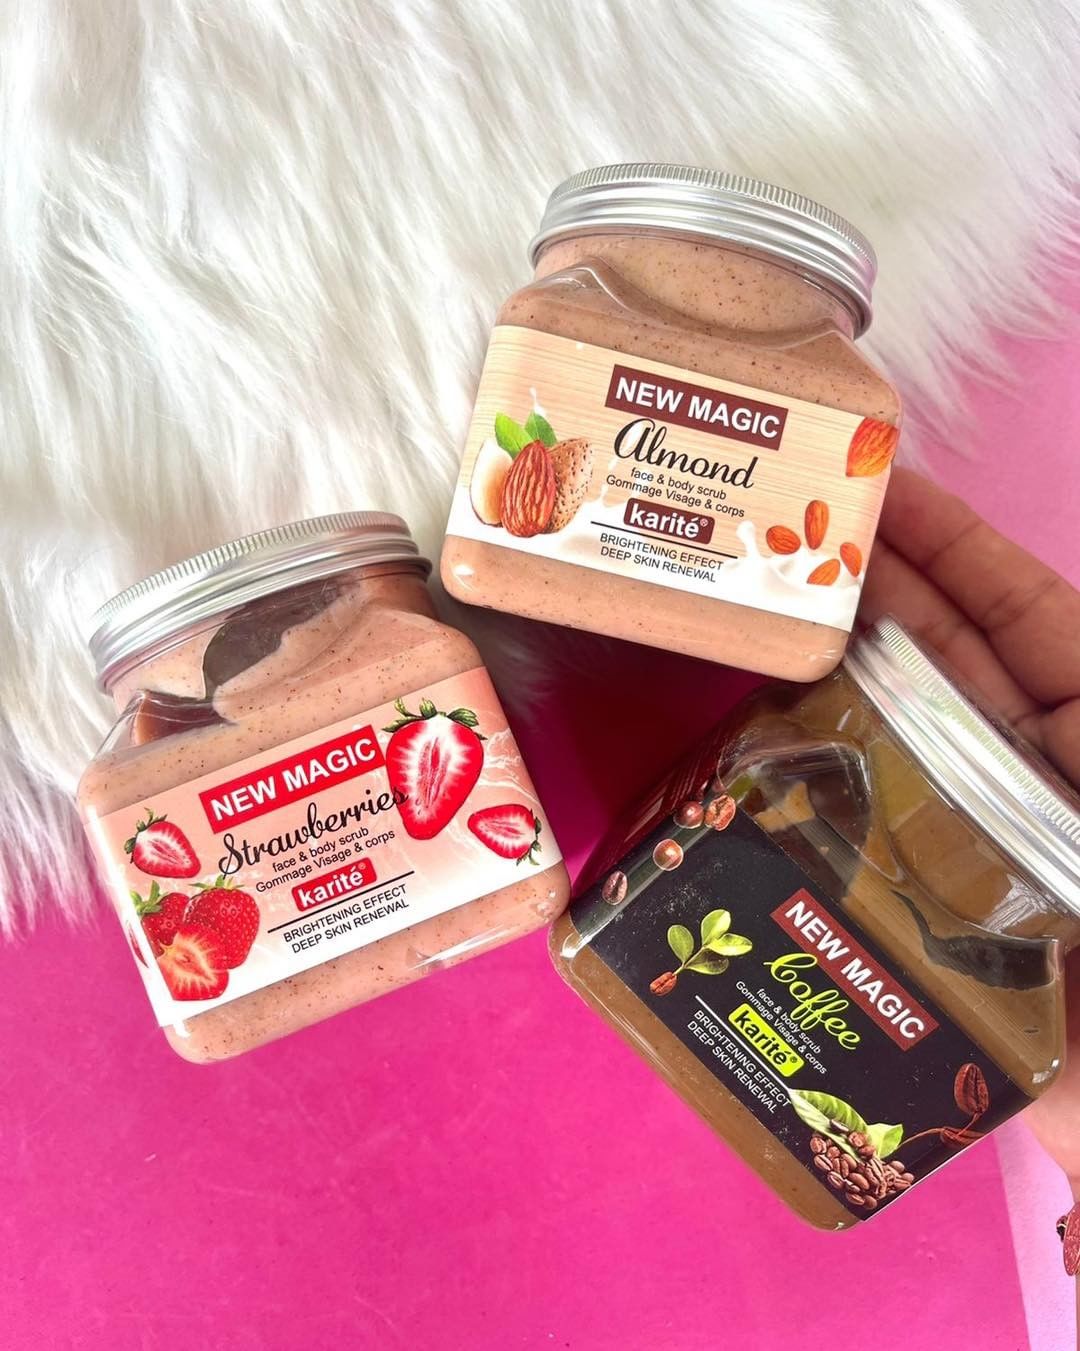 NEW MAGIC
Almond
face & body scrub
Gommage Visage & corps
karité®
BRIGHTENING EFFECT
DEEP SKIN RENEWAL
NEW MAGIC
Strawberries
face & body scrub
Gommage Visage & corps
karité®
BRIGHTENING EFFECT
DEEP SKIN RENEWAL
NEW MAGIC
Coffee
face & body scrub
Gommage Visage & corps
karité®
BRIGHTENING EFFECT
DEEP SKIN RENEWAL